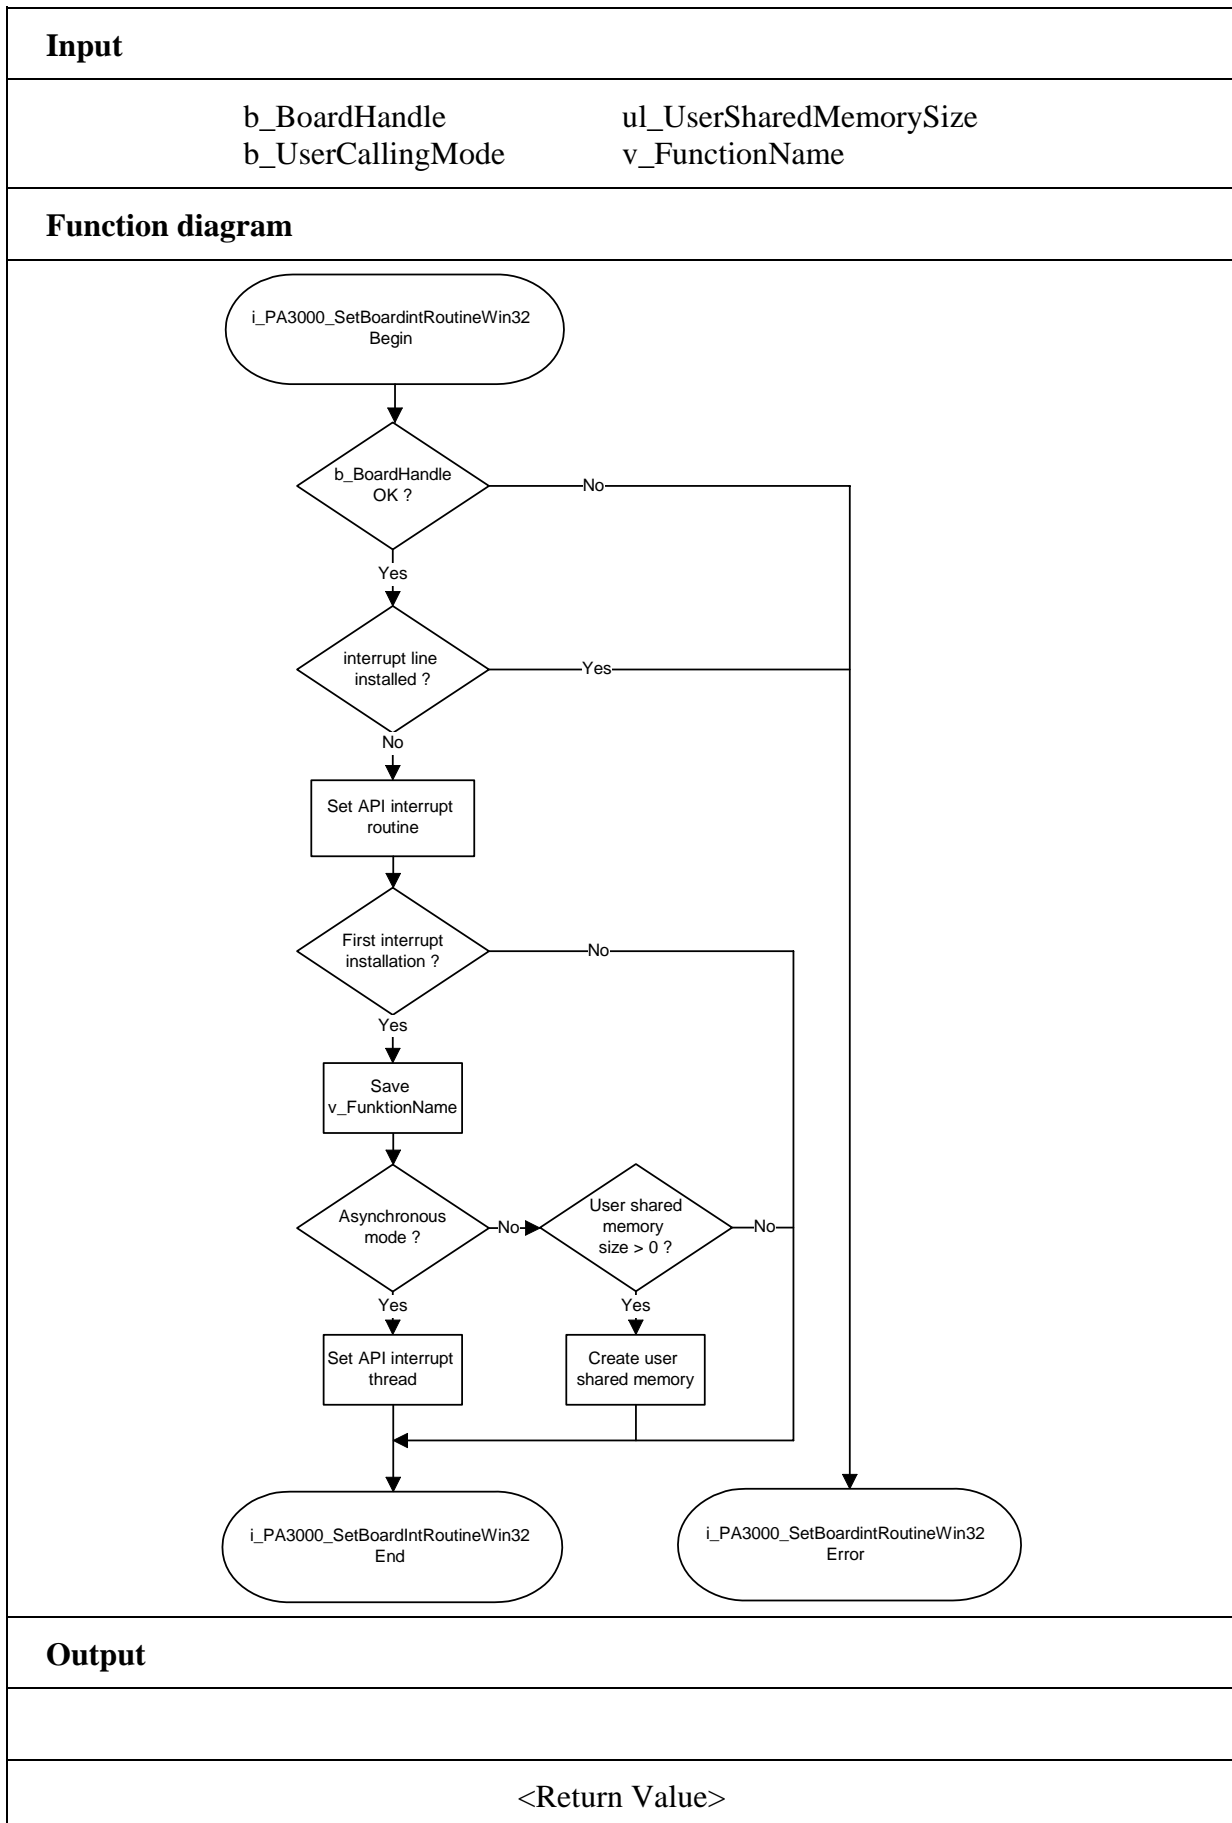 Input
b_BoardHandle ul_UserSharedMemorySize
b_UserCallingMode v_FunctionName
Function diagram
i_PA3000_SetBoardintRoutineWin32
Begin
b_BoardHandle
OK ?
No
Yes
interrupt line
installed ?
Yes
No
Set API interrupt
routine
First interrupt
installation ?
No
Yes
Save
v_FunktionName
Asynchronous
mode ?
No
User shared
memory
size > 0 ?
No
Yes
Yes
Set API interrupt
thread
Create user
shared memory
i_PA3000_SetBoardIntRoutineWin32
End
i_PA3000_SetBoardintRoutineWin32
Error
Output
<Return Value>